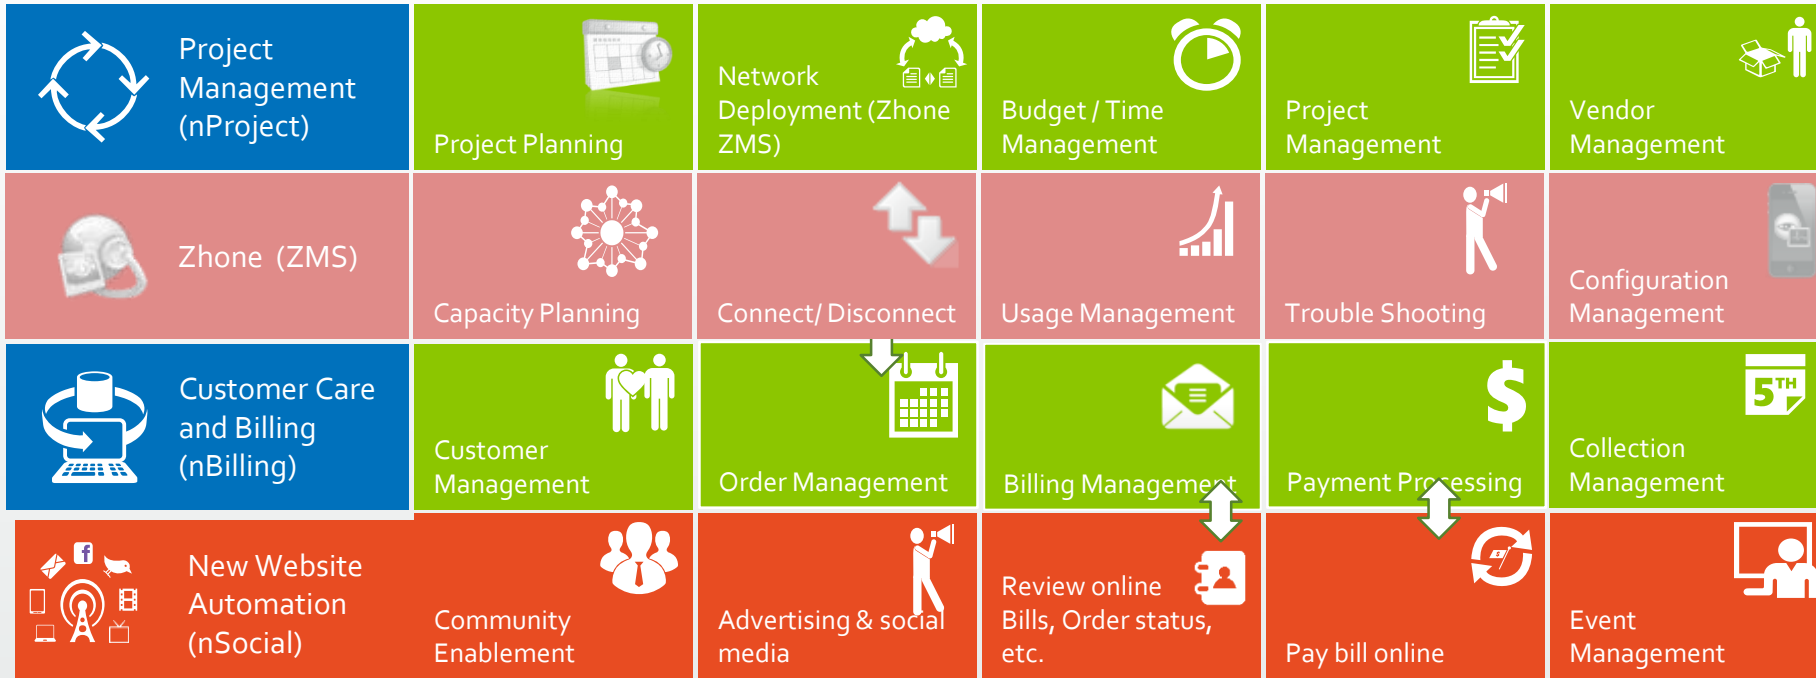 Project
Management
(nProject)
Project Planning
Network
Deployment (Zhone
ZMS)
Budget / Time
Management
Project
Management
Vendor
Management
Zhone (ZMS)
Capacity Planning
Connect/ Disconnect
Usage Management
Trouble Shooting
Configuration
Management
Customer Care
and Billing
(nBilling)
Customer
Management
Order Management
Billing Management
$
Payment Processing
5TH
Collection
Management
f
New Website
Automation
(nSocial)
Community
Enablement
Advertising & social
media
Review online
Bills, Order status,
etc.
Pay bill online
Event
Management